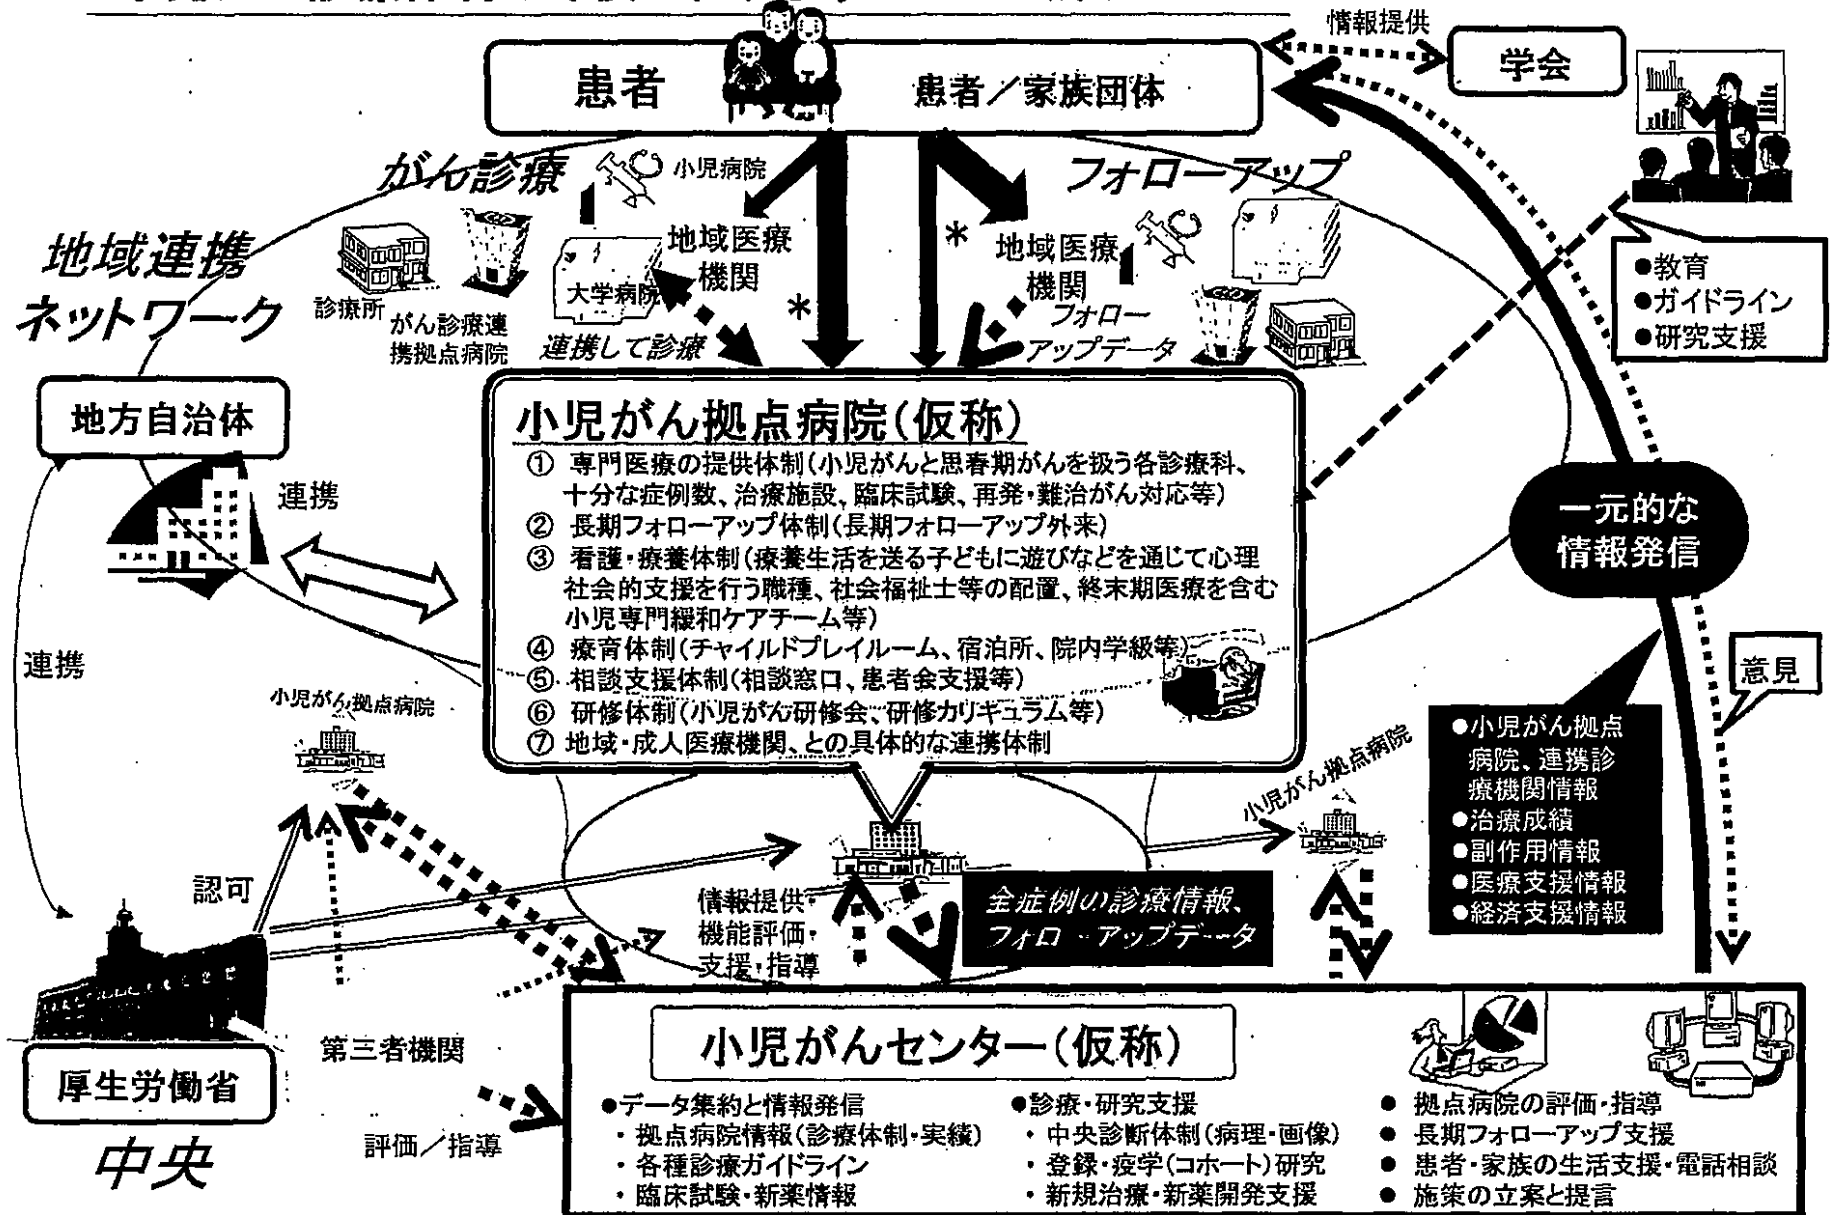 情報提供
学会
患者
患者/家族団体
がん診療
小児病院
フォローアップ
地域連携
ネットワーク
診療所
がん診療連
携拠点病院
大学病院
地域医療
機関
連携して診療
*
*
地域医療
機関
フォロー
アップデータ
●教育
●ガイドライン
●研究支援
地方自治体
連携
連携
小児がん拠点病院(仮称)
① 専門医療の提供体制(小児がんと思春期がんを扱う各診療科、
十分な症例数、治療施設、臨床試験、再発・難治がん対応等)
② 長期フォローアップ体制(長期フォローアップ外来)
③ 看護・療養体制(療養生活を送る子どもに遊びなどを通じて心理
社会的支援を行う職種、社会福祉士等の配置、終末期医療を含む
小児専門緩和ケアチーム等)
④ 療育体制(チャイルドプレイルーム、宿泊所、院内学級等)
⑤ 相談支援体制(相談窓口、患者会支援等)
⑥ 研修体制(小児がん研修会、研修カリキュラム等)
⑦ 地域・成人医療機関、との具体的な連携体制
一元的な
情報発信
意見
●小児がん拠点
病院、連携診
療機関情報
●治療成績
●副作用情報
●医療支援情報
●経済支援情報
小児がん拠点病院
小児がん拠点病院
認可
情報提供・
機能評価・
支援・指導
全症例の診療情報、
フォローアップデータ
厚生労働省
中央
第三者機関
評価/指導
小児がんセンター(仮称)
●データ集約と情報発信
・拠点病院情報(診療体制・実績)
・各種診療ガイドライン
・臨床試験・新薬情報
●診療・研究支援
・中央診断体制(病理・画像)
・登録・疫学(コホート)研究
・新規治療・新薬開発支援
● 拠点病院の評価・指導
● 長期フォローアップ支援
● 患者・家族の生活支援・電話相談
● 施策の立案と提言